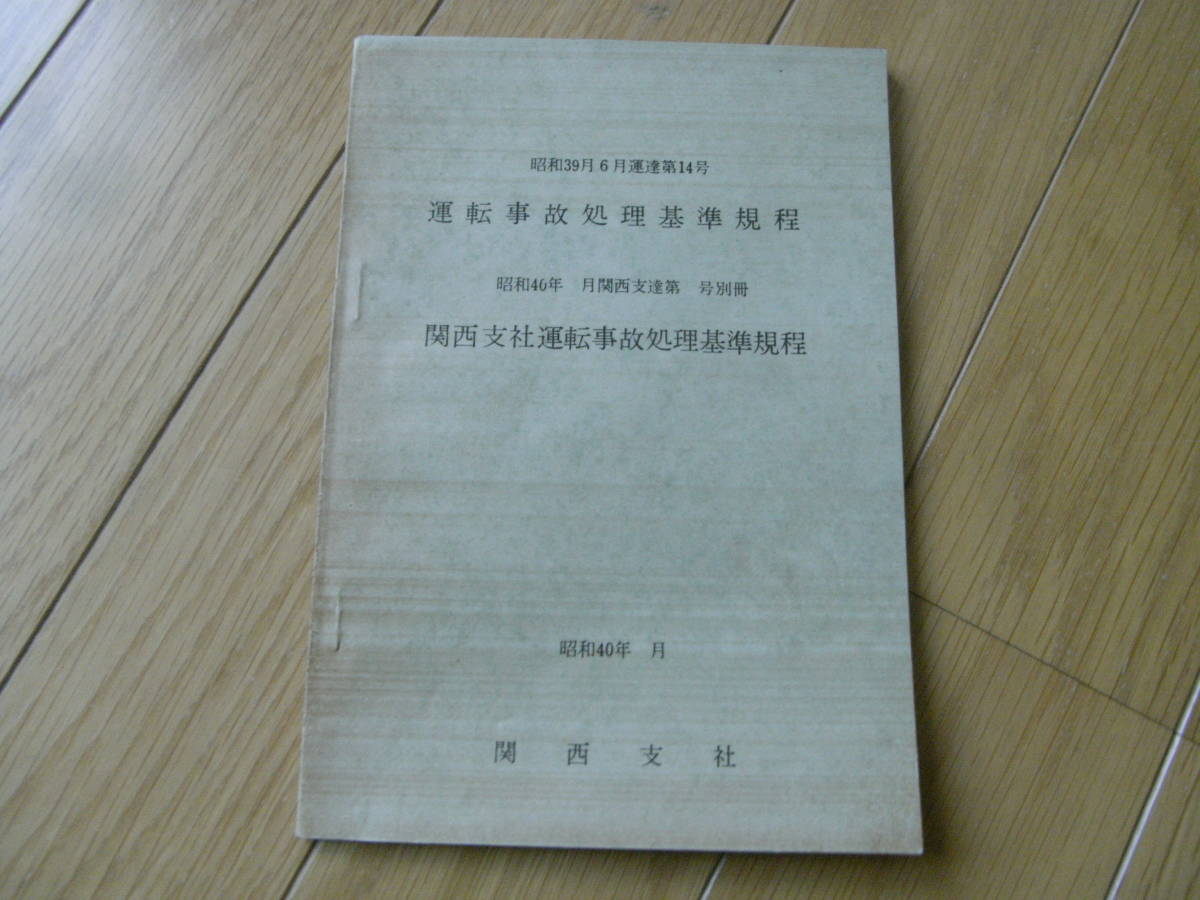 昭和39月6月運達第14号
運転事故処理基準規程
昭和40年　月関西支達第　号別冊
関西支社運転事故処理基準規程
昭和40年　月
関西支社